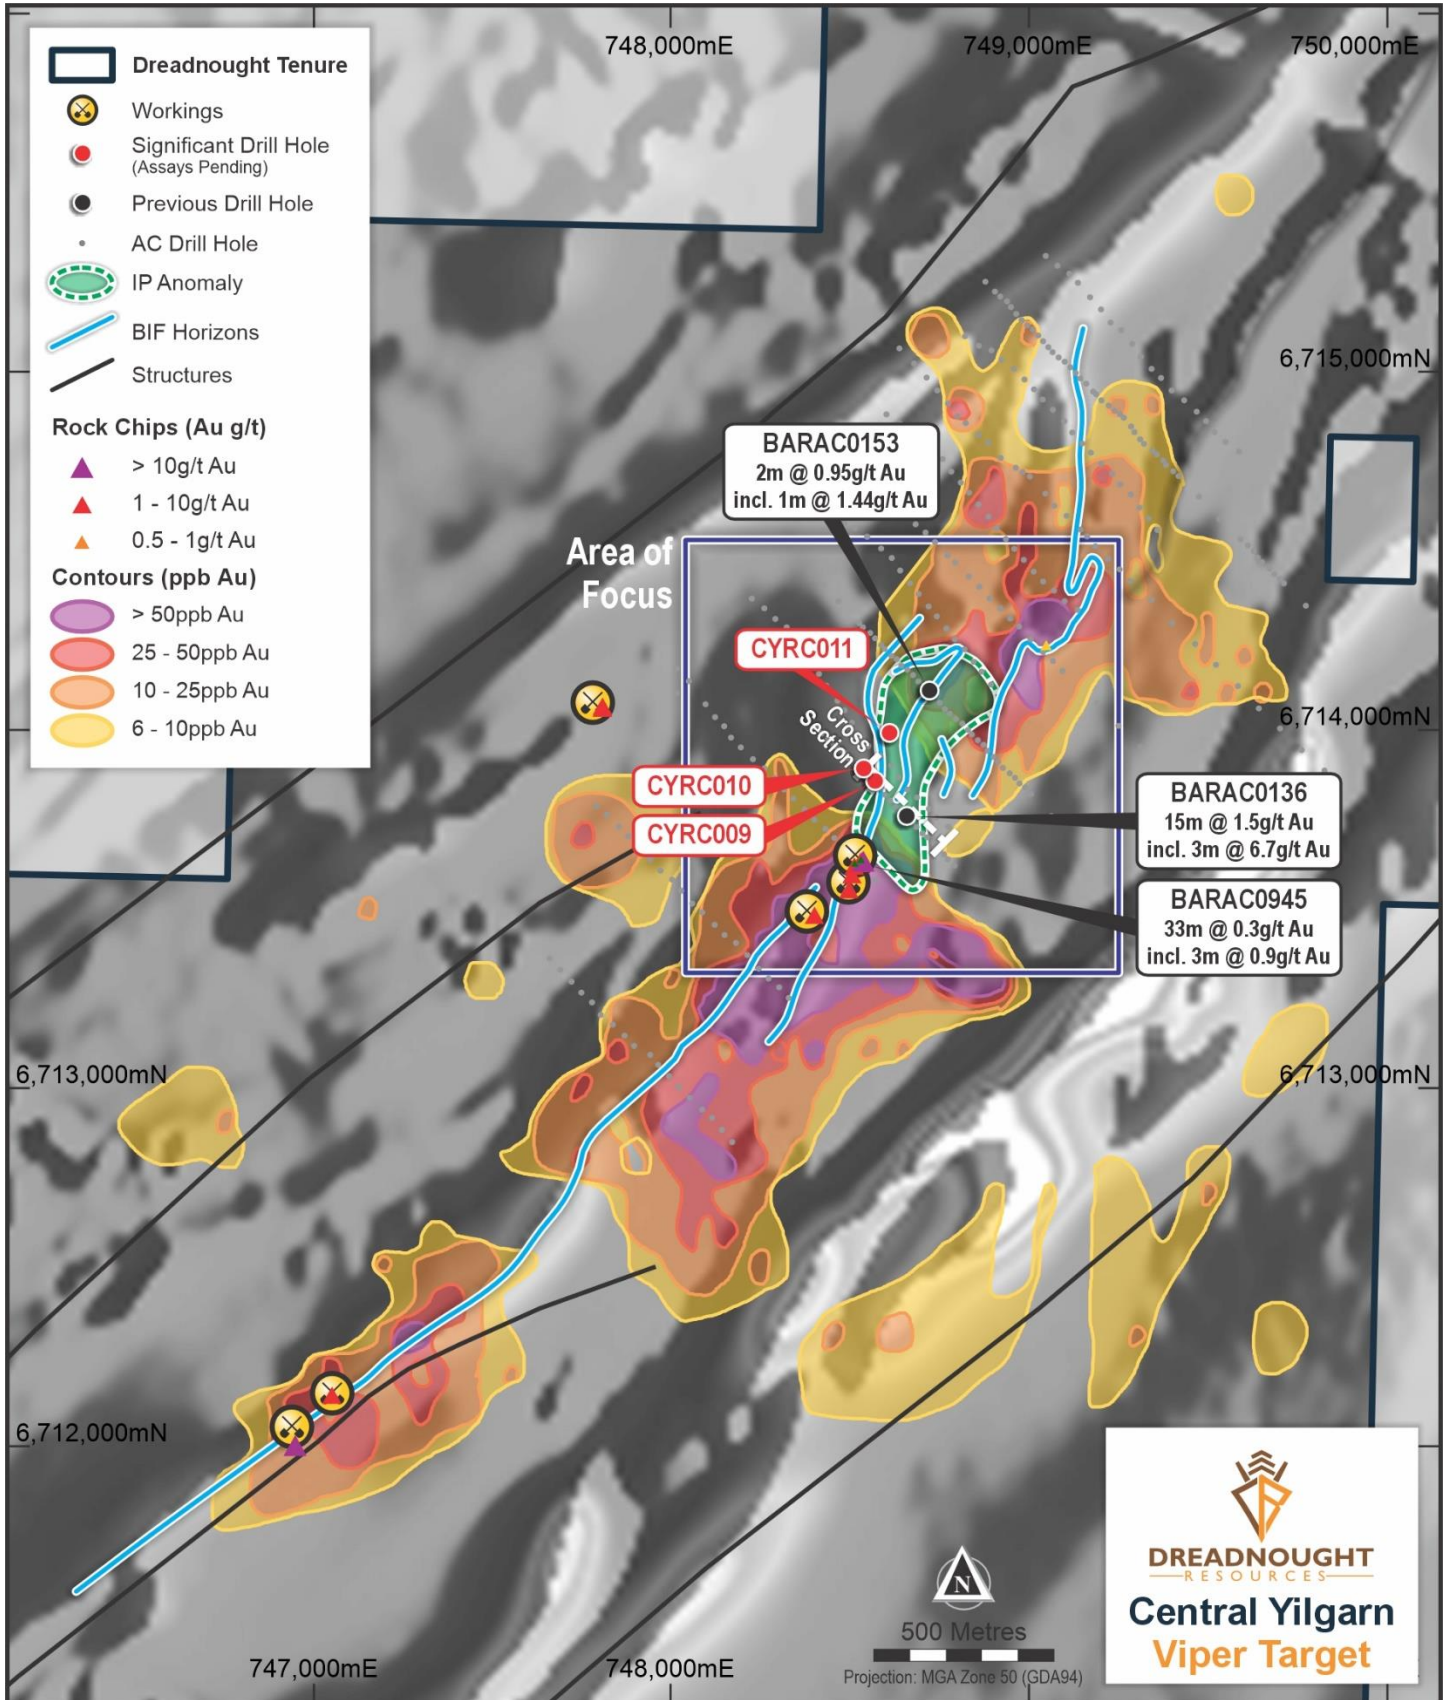 748,000mE
749,000mE
750,000mE
Dreadnought Tenure
Workings
Significant Drill Hole
(Assays Pending)
Previous Drill Hole
AC Drill Hole
IP Anomaly
BIF Horizons
Structures
Rock Chips (Au g/t)
> 10g/t Au
1 - 10g/t Au
0.5 - 1g/t Au
Contours (ppb Au)
> 50ppb Au
25 - 50ppb Au
10 - 25ppb Au
6 - 10ppb Au
6,715,000mN
BARAC0153
2m @ 0.95g/t Au
incl. 1m @ 1.44g/t Au
Area of
Focus
CYRC011
6,714,000mN
Cross
Section
CYRC010
CYRC009
BARAC0136
15m @ 1.5g/t Au
incl. 3m @ 6.7g/t Au
BARAC0945
33m @ 0.3g/t Au
incl. 3m @ 0.9g/t Au
6,713,000mN
6,713,000mN
6,712,000mN
747,000mE
748,000mE
N
500 Metres
Projection: MGA Zone 50 (GDA94)
DREADNOUGHT
RESOURCES
Central Yilgarn
Viper Target